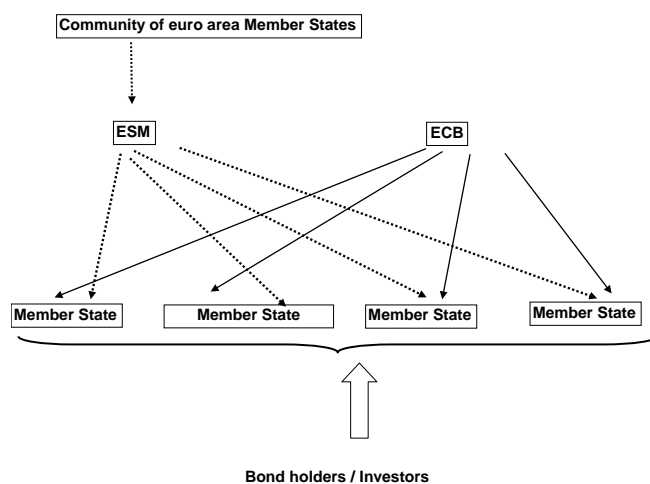 Community of euro area Member States
ESM
ECB
Member State
Member State
Member State
Member State
Bond holders / Investors